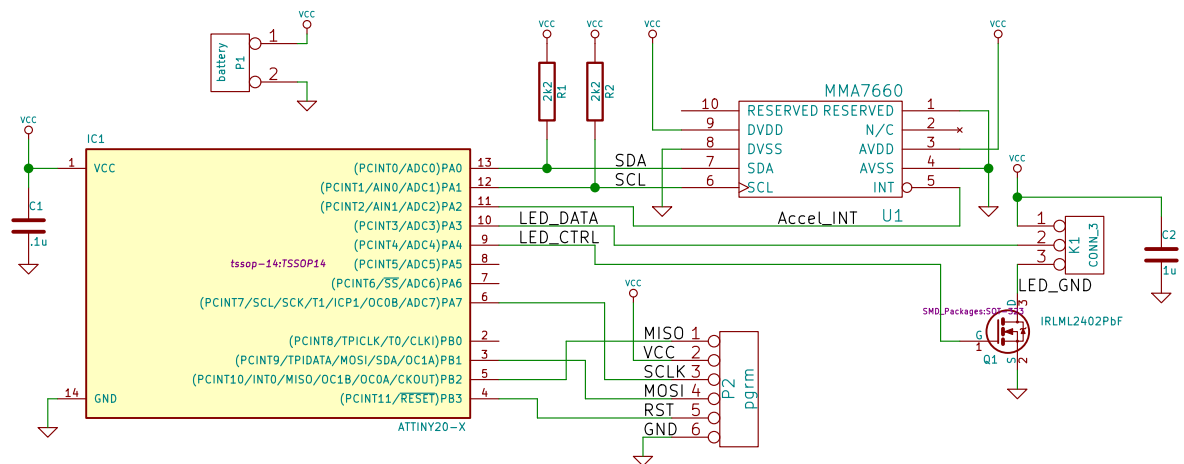 VCC
battery
P1
1
2
VCC
VCC
VCC
VCC
2k2
R1
2k2
R2
MMA7660
10 RESERVED RESERVED 1
9 DVDD N/C 2
8 DVSS AVDD 3
7 SDA AVSS 4
6 SCL INT 5
U1
SDA
SCL
Accel_INT
LED_DATA
LED_CTRL
VCC
C1
.1u
IC1
1 VCC
14 GND
tssop-14:TSSOP14
(PCINT0/ADC0)PA0 13
(PCINT1/AIN0/ADC1)PA1 12
(PCINT2/AIN1/ADC2)PA2 11
(PCINT3/ADC3)PA3 10
(PCINT4/ADC4)PA4 9
(PCINT5/ADC5)PA5 8
(PCINT6/SS/ADC6)PA6 7
(PCINT7/SCL/SCK/T1/ICP1/OC0B/ADC7)PA7 6
(PCINT8/TPICLK/T0/CLKI)PB0 2
(PCINT9/TPIDATA/MOSI/SDA/OC1A)PB1 3
(PCINT10/INT0/MISO/OC1B/OC0A/CKOUT)PB2 5
(PCINT11/RESET)PB3 4
ATTINY20-X
VCC
MISO 1
VCC 2
SCLK 3
MOSI 4
RST 5
GND 6
P2
pgrm
VCC
1
2
3
K1
CONN_3
C2
1u
LED_GND
SMD_Packages:SOT-323
D
3
G
1
S
2
Q1
IRLML2402PbF